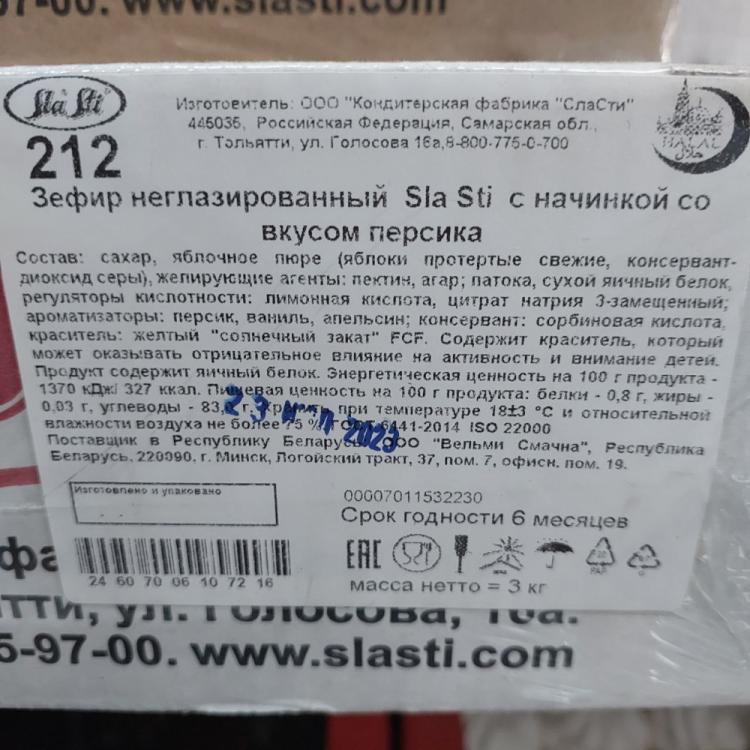 97-00. www.slasti.com
Sla Sti
Изготовитель: ООО "Кондитерская фабрика "СлаСти"
445035, Российская Федерация, Самарская обл.,
г. Тольятти, ул. Голосова 16а,8-800-775-0-700
HALAL
212
Зефир неглазированный Sla Sti с начинкой со
вкусом персика
Состав: сахар, яблочное пюре (яблоки протертые свежие, консервант-
диоксид серы), желирующие агенты: пектин, агар; патока, сухой яичный белок,
регуляторы кислотности: лимонная кислота, цитрат натрия 3-замещенный;
ароматизаторы: персик, ваниль, апельсин; консервант: сорбиновая кислота,
краситель: желтый "солнечный закат" FCF. Содержит краситель, который
может оказывать отрицательное влияние на активность и внимание детей.
Продукт содержит яичный белок. Энергетическая ценность на 100 г продукта -
1370 кДж/ 327 ккал. Пищевая ценность на 100 г продукта: белки - 0,8 г, жиры -
0,03 г, углеводы - 83, г. Хранить при температуре 18±3 °С и относительной
влажности воздуха не более 75 % ГОСТ 6441-2014 ISO 22000
23 2023
Поставщик в Республику Беларусь: ООО "Вельми Смачна", Республика
Беларусь, 220090, г. Минск, Логойский тракт, 37, пом. 7, офисн. пом. 19.
Изготовлено и упаковано
00007011532230
Срок годности 6 месяцев
EAC
PAP
24 60 70 06 10 72 16
масса нетто = 3 кг
фа
тти, ул. Голосова, 16а.
5-97-00. www.slasti.com